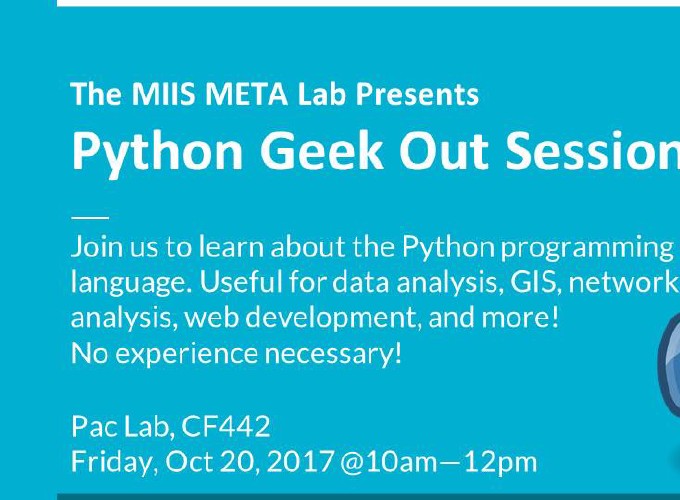 The MIIS META Lab Presents
Python Geek Out Session
Join us to learn about the Python programming
language. Useful for data analysis, GIS, network
analysis, web development, and more!
No experience necessary!
Pac Lab, CF442
Friday, Oct 20, 2017 @10am—12pm